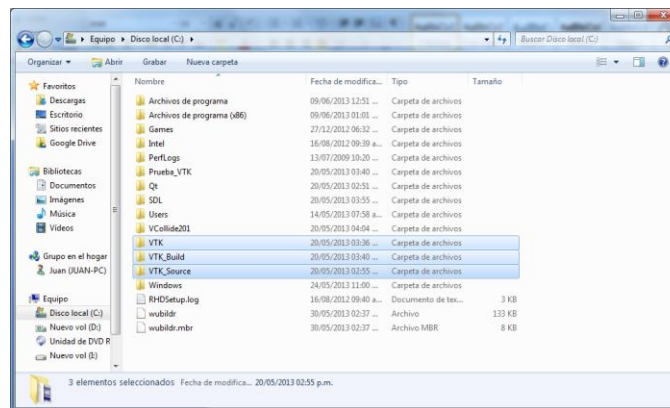 Equipo ▸ Disco local (C:) ▸
Buscar Disco local (C:)
Organizar
Abrir
Grabar
Nueva carpeta
Favoritos
Descargas
Escritorio
Sitios recientes
Google Drive
Bibliotecas
Documentos
Imágenes
Música
Vídeos
Grupo en el hogar
Juan (JUAN-PC)
Equipo
Disco local (C:)
Nuevo vol (D:)
Unidad de DVD R
Nuevo vol (I:)
Nombre Fecha de modifica... Tipo Tamaño
Archivos de programa 09/06/2013 12:51 ... Carpeta de archivos
Archivos de programa (x86) 09/06/2013 01:01 ... Carpeta de archivos
Games 27/12/2012 06:32 ... Carpeta de archivos
Intel 16/08/2012 09:39 a... Carpeta de archivos
PerfLogs 13/07/2009 10:20 ... Carpeta de archivos
Prueba_VTK 20/05/2013 03:40 ... Carpeta de archivos
Qt 20/05/2013 02:51 ... Carpeta de archivos
SDL 20/05/2013 03:55 ... Carpeta de archivos
Users 14/05/2013 07:58 a... Carpeta de archivos
VCollide201 20/05/2013 04:04 ... Carpeta de archivos
VTK 20/05/2013 03:36 ... Carpeta de archivos
VTK_Build 20/05/2013 03:40 ... Carpeta de archivos
VTK_Source 20/05/2013 02:55 ... Carpeta de archivos
Windows 24/05/2013 11:00 ... Carpeta de archivos
RHDSetup.log 16/08/2012 09:40 a... Documento de tex... 3 KB
wubildr 30/05/2013 02:37 ... Archivo 133 KB
wubildr.mbr 30/05/2013 02:37 ... Archivo MBR 8 KB
3 elementos seleccionados Fecha de modifica... 20/05/2013 02:55 p.m.